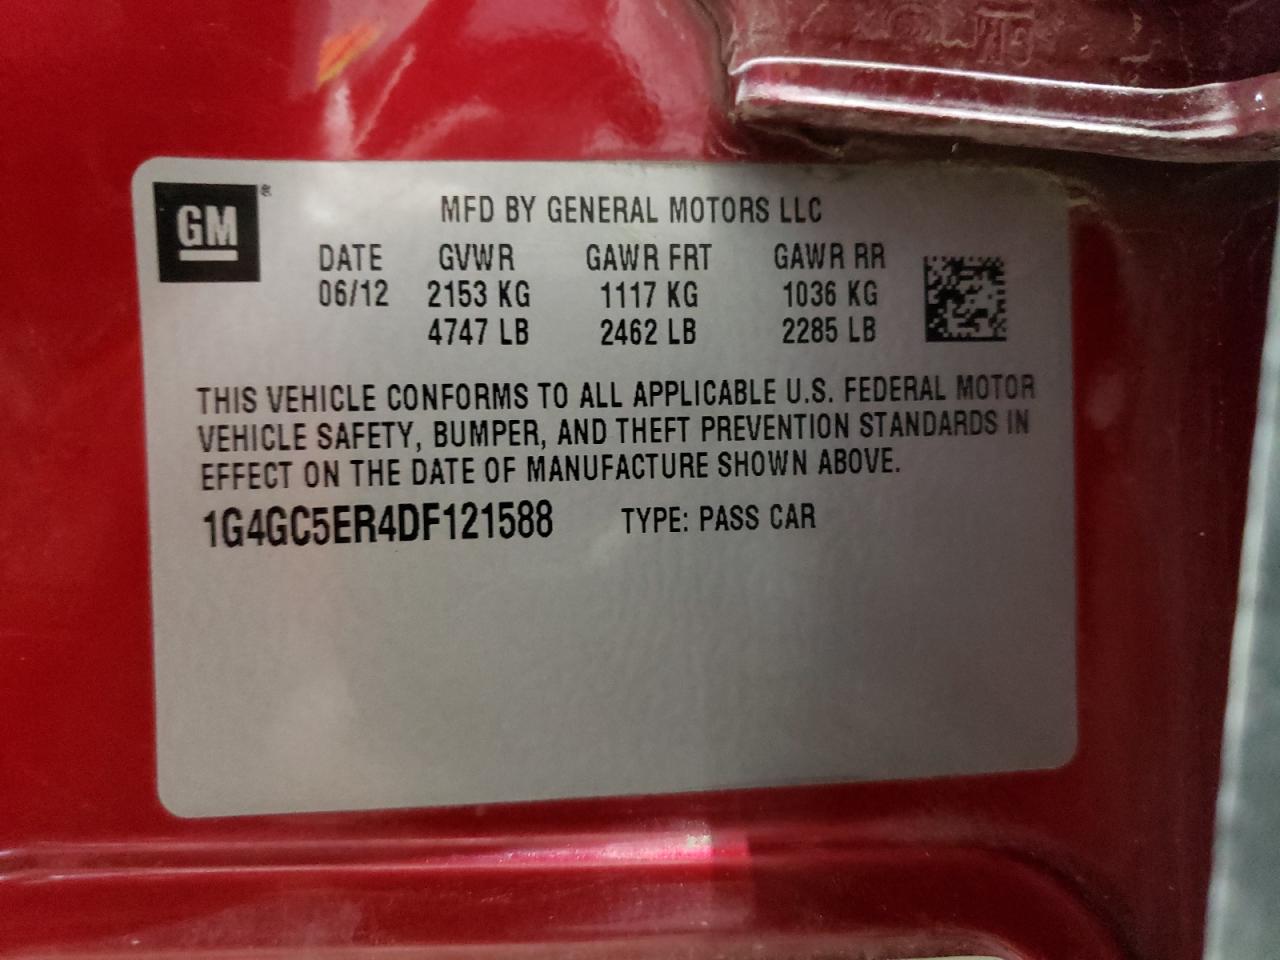 GM®
MFD BY GENERAL MOTORS LLC
DATE GVWR GAWR FRT GAWR RR
06/12 2153 KG 1117 KG 1036 KG
4747 LB 2462 LB 2285 LB
THIS VEHICLE CONFORMS TO ALL APPLICABLE U.S. FEDERAL MOTOR
VEHICLE SAFETY, BUMPER, AND THEFT PREVENTION STANDARDS IN
EFFECT ON THE DATE OF MANUFACTURE SHOWN ABOVE.
1G4GC5ER4DF121588 TYPE: PASS CAR